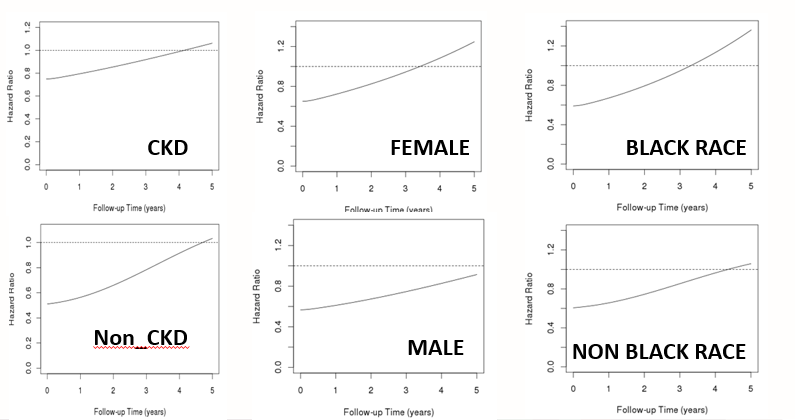 Hazard Ratio
0.0 0.2 0.4 0.6 0.8 1.0 1.2
CKD
0 1 2 3 4 5
Follow-up Time (years)
Hazard Ratio
0.0 0.4 0.8 1.2
FEMALE
0 1 2 3 4 5
Follow-up Time (years)
Hazard Ratio
0.0 0.4 0.8 1.2
BLACK RACE
0 1 2 3 4 5
Follow-up Time (years)
Hazard Ratio
0.0 0.2 0.4 0.6 0.8 1.0
Non_CKD
0 1 2 3 4 5
Follow-up Time (years)
Hazard Ratio
0.0 0.4 0.8 1.2
MALE
0 1 2 3 4 5
Follow-up Time (years)
Hazard Ratio
0.0 0.4 0.8 1.2
NON BLACK RACE
0 1 2 3 4 5
Follow-up Time (years)